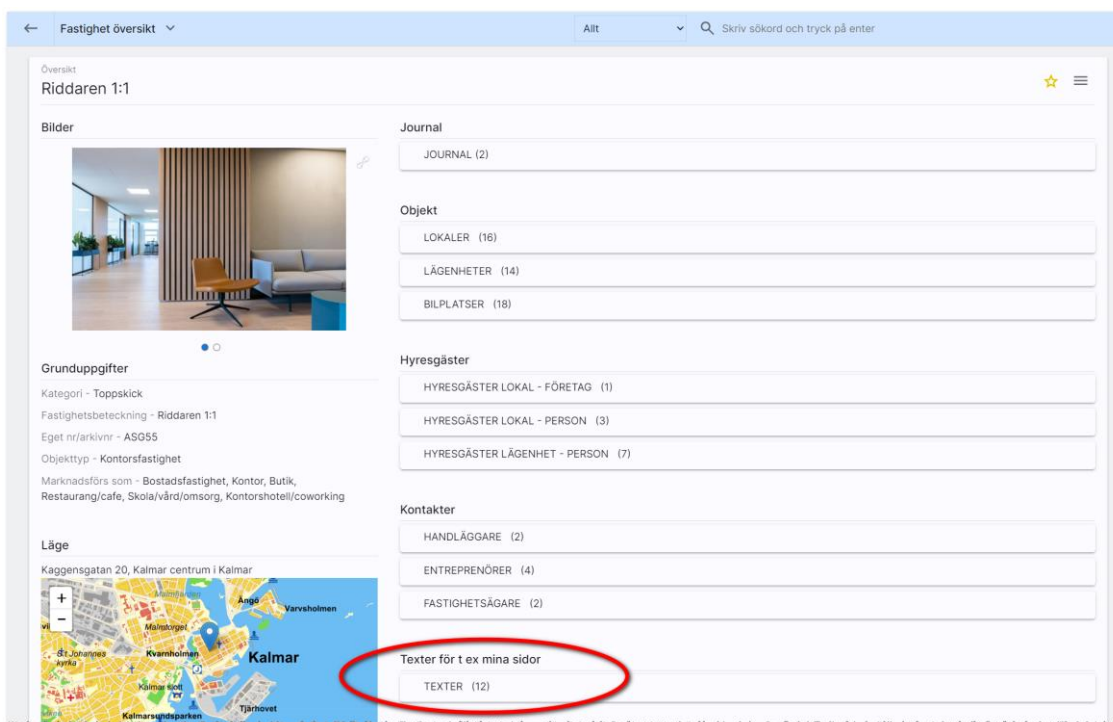 Fastighet översikt
Allt
Skriv sökord och tryck på enter
Översikt
Riddaren 1:1
Bilder
Grunduppgifter
Kategori - Toppskick
Fastighetsbeteckning - Riddaren 1:1
Eget nr/arkivnr - ASG55
Objekttyp - Kontorsfastighet
Marknadsförs som - Bostadsfastighet, Kontor, Butik,
Restaurang/cafe, Skola/vård/omsorg, Kontorshotell/coworking
Läge
Kaggensgatan 20, Kalmar centrum i Kalmar
+
−
Malmfjärden
Ängö
Varvsholmen
Malmtorget
S:t Johannes
kyrka
Kvarnholmen
Kalmar
Kalmar slott
Tjärhovet
Kalmarsundsparken
Journal
JOURNAL (2)
Objekt
LOKALER (16)
LÄGENHETER (14)
BILPLATSER (18)
Hyresgäster
HYRESGÄSTER LOKAL - FÖRETAG (1)
HYRESGÄSTER LOKAL - PERSON (3)
HYRESGÄSTER LÄGENHET - PERSON (7)
Kontakter
HANDLÄGGARE (2)
ENTREPRENÖRER (4)
FASTIGHETSÄGARE (2)
Texter för t ex mina sidor
TEXTER (12)